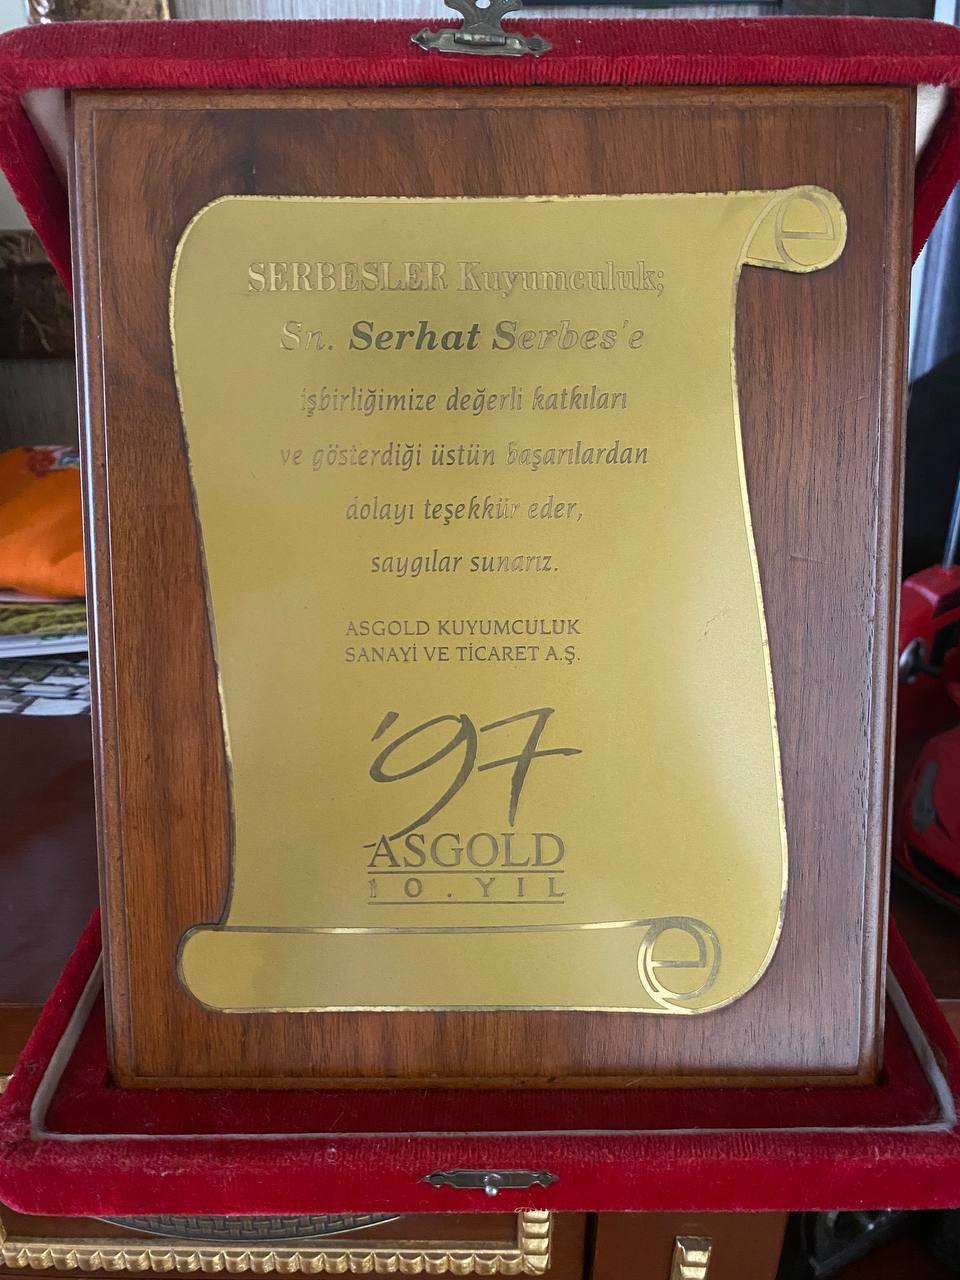 SERBESLER Kuyumculuk;
Sn. Serhat Serbes'e
işbirliğimize değerli katkıları
ve gösterdiği üstün başarılardan
dolayı teşekkür eder,
saygılar sunarız.
ASGOLD KUYUMCULUK
SANAYİ VE TİCARET A.Ş.
'97
ASGOLD
10. YIL